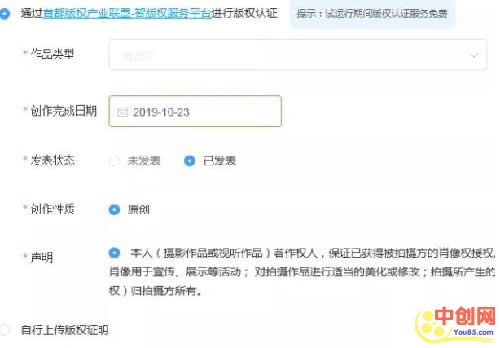 通过首都版权产业联盟-智版权服务平台进行版权认证 提示：试运行期间版权认证服务免费
* 作品类型
* 创作完成日期 2019-10-23
* 发表状态 未发表 已发表
* 创作性质 原创
* 声明 本人（摄影作品或视听作品）著作权人，保证已获得被拍摄方的肖像权授权，
肖像用于宣传、展示等活动；对拍摄作品进行适当的美化或修改；拍摄所产生的
权）归拍摄方所有。
自行上传版权证明
中创网
You85.com